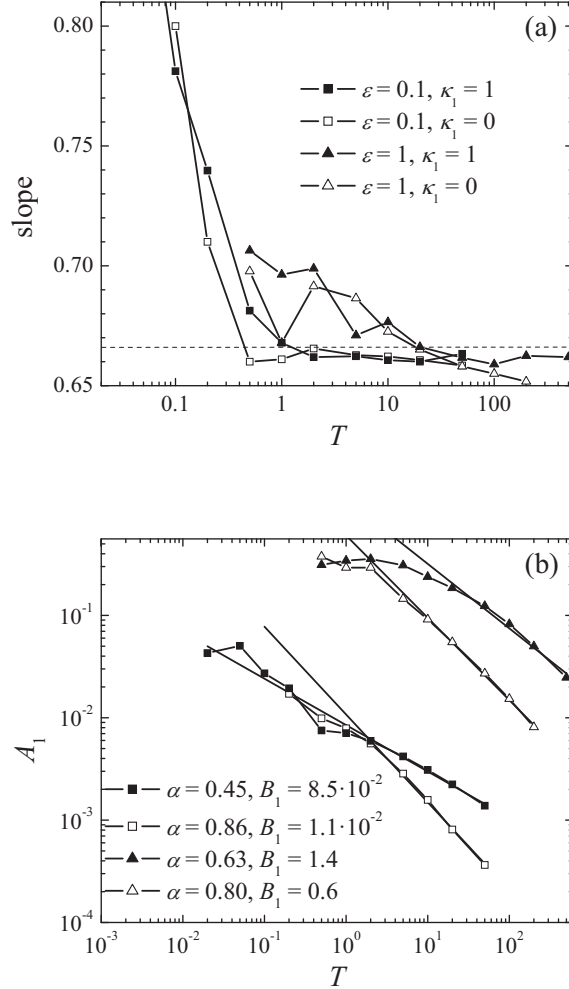 (a)
0.80
0.75
0.70
0.65
slope
ε = 0.1, κ₁ = 1
ε = 0.1, κ₁ = 0
ε = 1, κ₁ = 1
ε = 1, κ₁ = 0
0.1 1 10 100
T
(b)
10⁻¹
10⁻²
10⁻³
10⁻⁴
A₁
α = 0.45, B₁ = 8.5·10⁻²
α = 0.86, B₁ = 1.1·10⁻²
α = 0.63, B₁ = 1.4
α = 0.80, B₁ = 0.6
10⁻³ 10⁻² 10⁻¹ 10⁰ 10¹ 10²
T